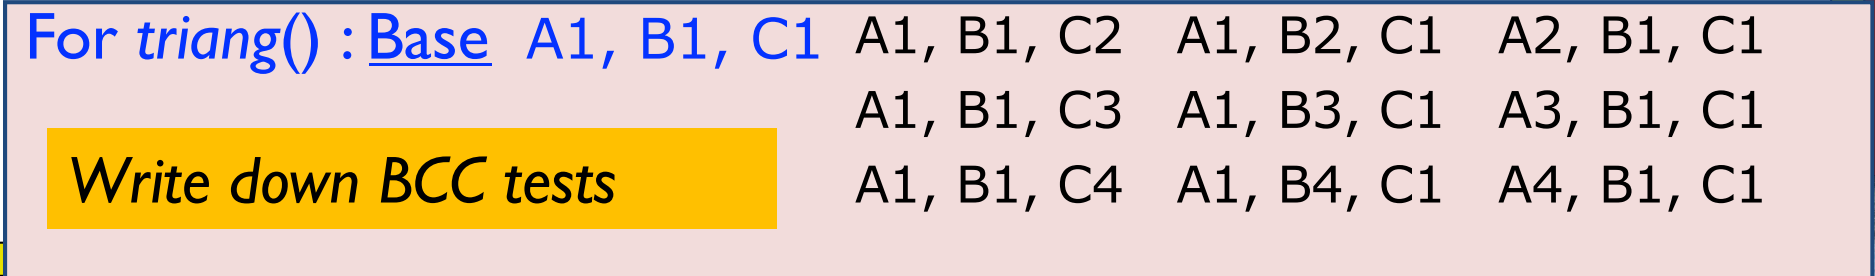 For triang() : Base A1, B1, C1 A1, B1, C2 A1, B2, C1 A2, B1, C1
A1, B1, C3 A1, B3, C1 A3, B1, C1
Write down BCC tests A1, B1, C4 A1, B4, C1 A4, B1, C1